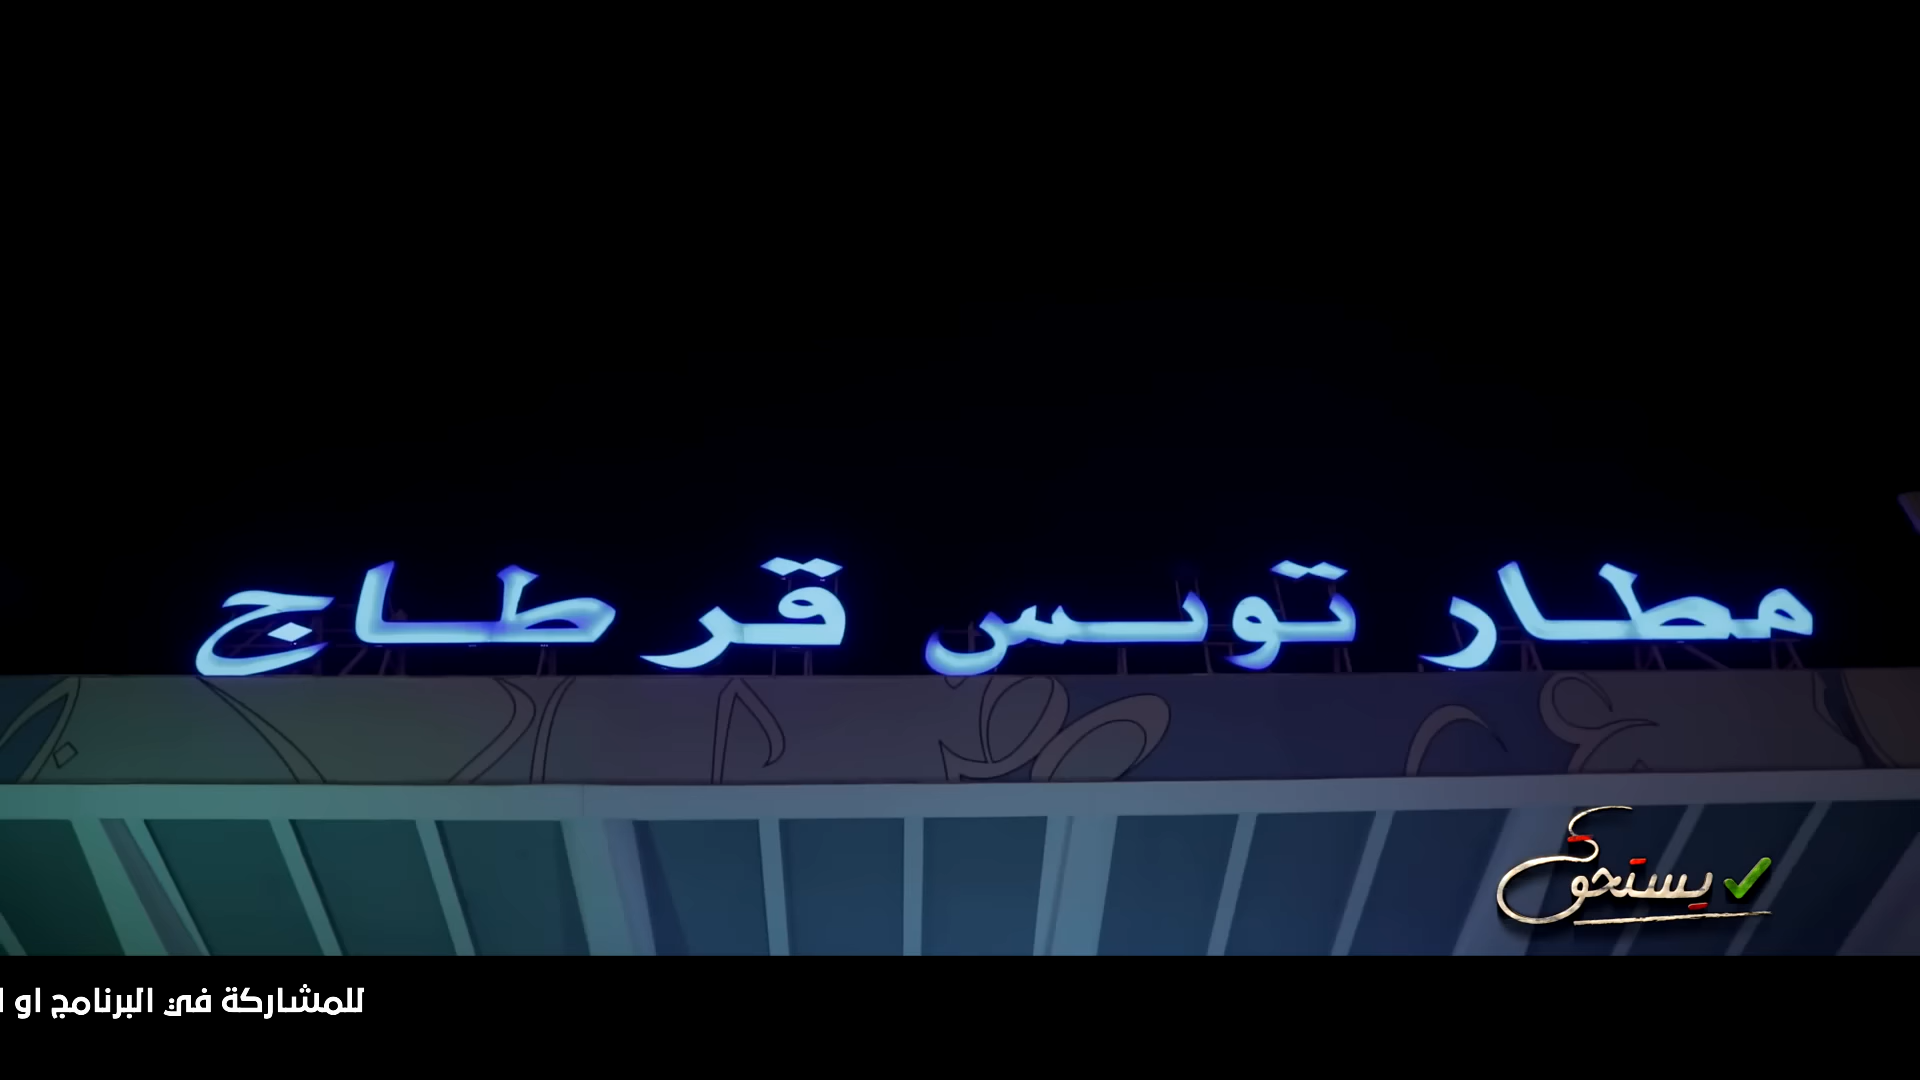 مطار تونس قرطاج
يستحق
للمشاركة في البرنامج او